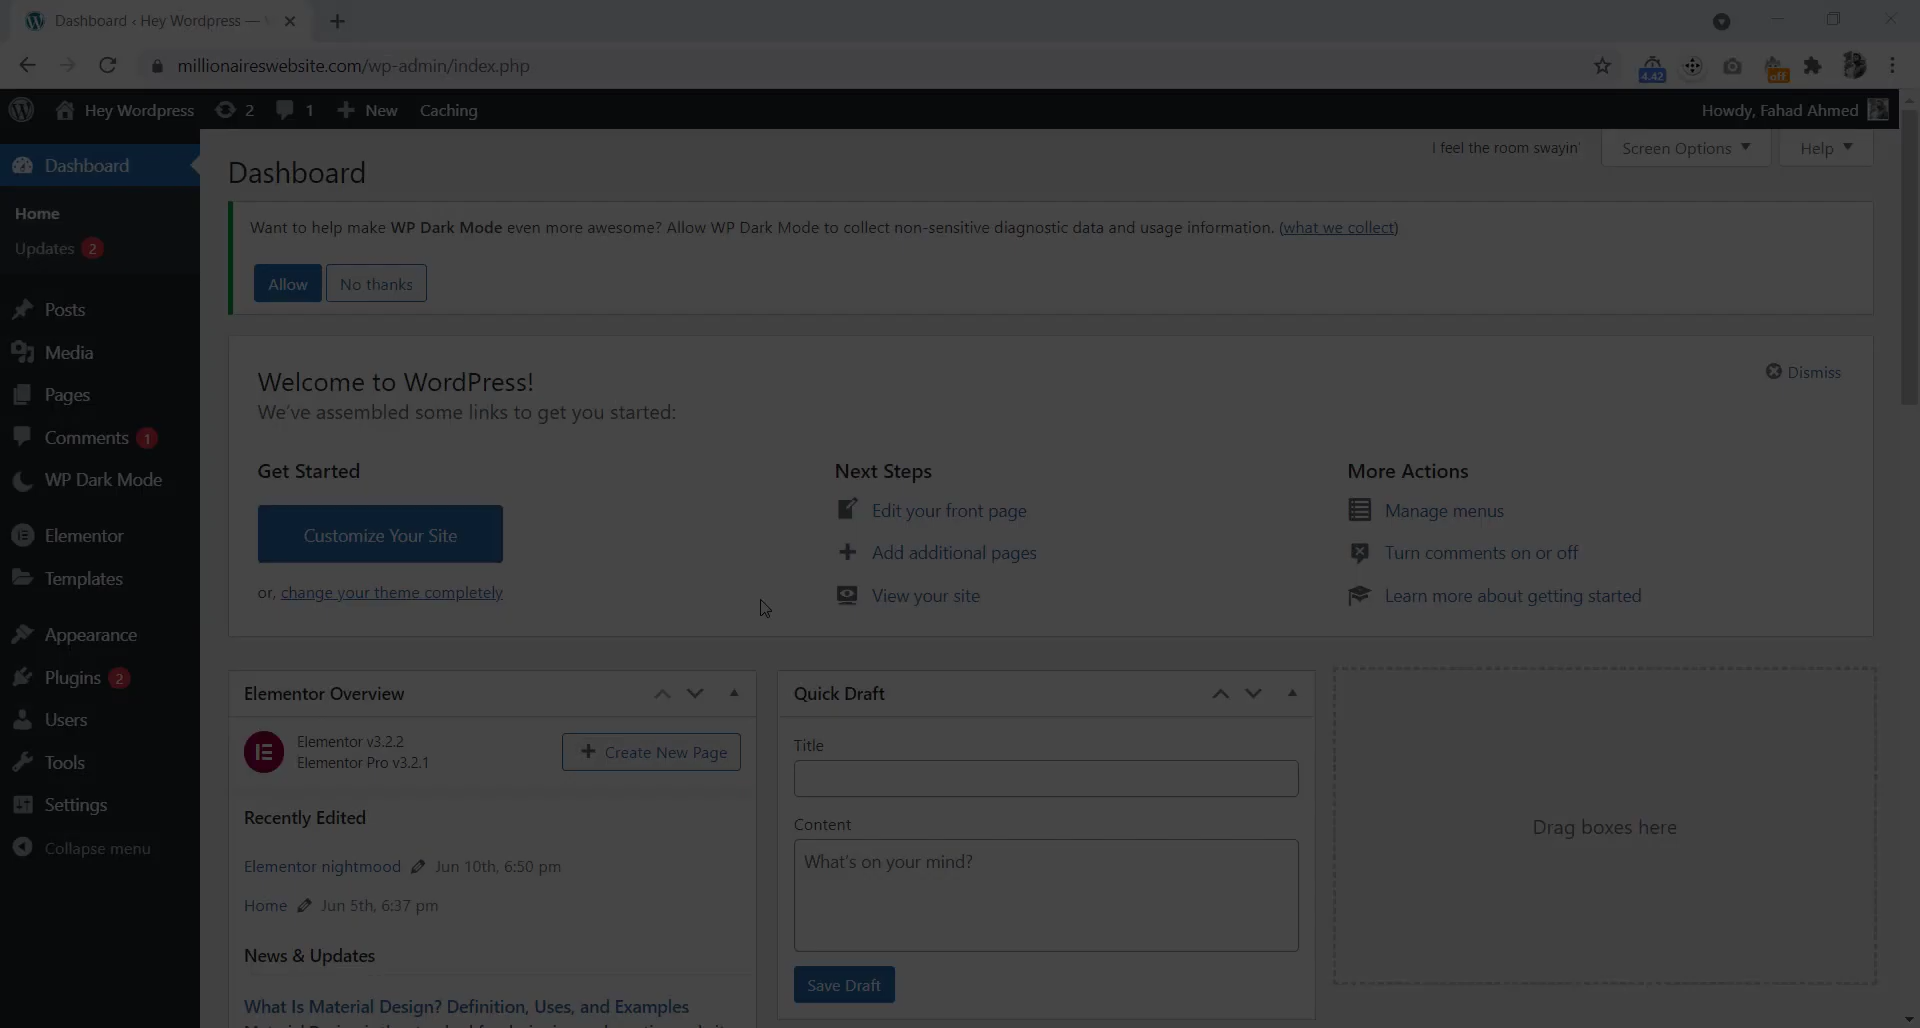 Dashboard ‹ Hey Wordpress —
millionaireswebsite.com/wp-admin/index.php
4.42
off
Hey Wordpress 2 1 New Caching
Howdy, Fahad Ahmed
Dashboard
Home
Updates 2
Posts
Media
Pages
Comments 1
WP Dark Mode
Elementor
Templates
Appearance
Plugins 2
Users
Tools
Settings
Collapse menu
I feel the room swayin'
Screen Options
Help
Dashboard
Want to help make WP Dark Mode even more awesome? Allow WP Dark Mode to collect non-sensitive diagnostic data and usage information. (what we collect)
Allow
No thanks
Welcome to WordPress!
We've assembled some links to get you started:
Dismiss
Get Started
Customize Your Site
or, change your theme completely
Next Steps
Edit your front page
Add additional pages
View your site
More Actions
Manage menus
Turn comments on or off
Learn more about getting started
Elementor Overview
Elementor v3.2.2
Elementor Pro v3.2.1
Create New Page
Recently Edited
Elementor nightmood Jun 10th, 6:50 pm
Home Jun 5th, 6:37 pm
News & Updates
What Is Material Design? Definition, Uses, and Examples
Quick Draft
Title
Content
What's on your mind?
Save Draft
Drag boxes here